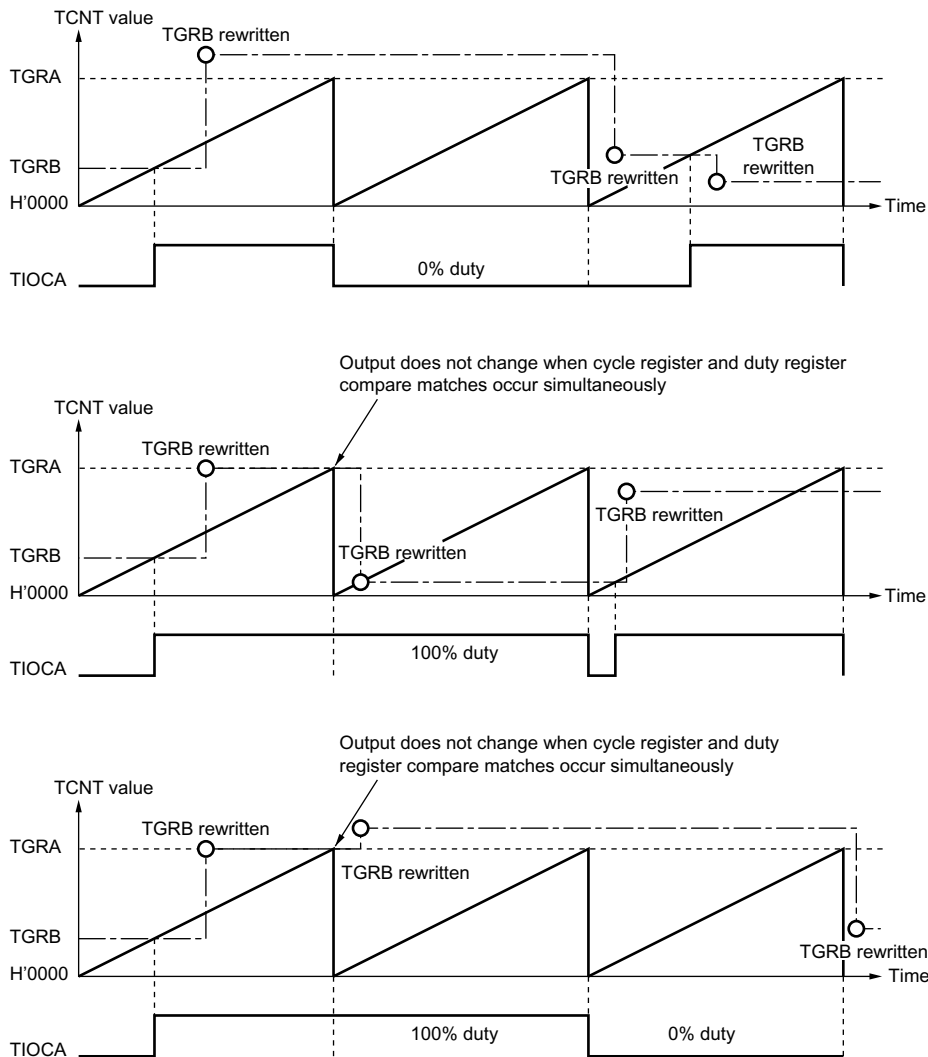 TCNT value
TGRB rewritten
TGRA
TGRB
rewritten
TGRB
TGRB rewritten
H'0000
Time
0% duty
TIOCA
Output does not change when cycle register and duty register
compare matches occur simultaneously
TCNT value
TGRB rewritten
TGRA
TGRB rewritten
TGRB rewritten
TGRB
H'0000
Time
100% duty
TIOCA
Output does not change when cycle register and duty
register compare matches occur simultaneously
TCNT value
TGRB rewritten
TGRA
TGRB rewritten
TGRB
TGRB rewritten
H'0000
Time
100% duty
0% duty
TIOCA